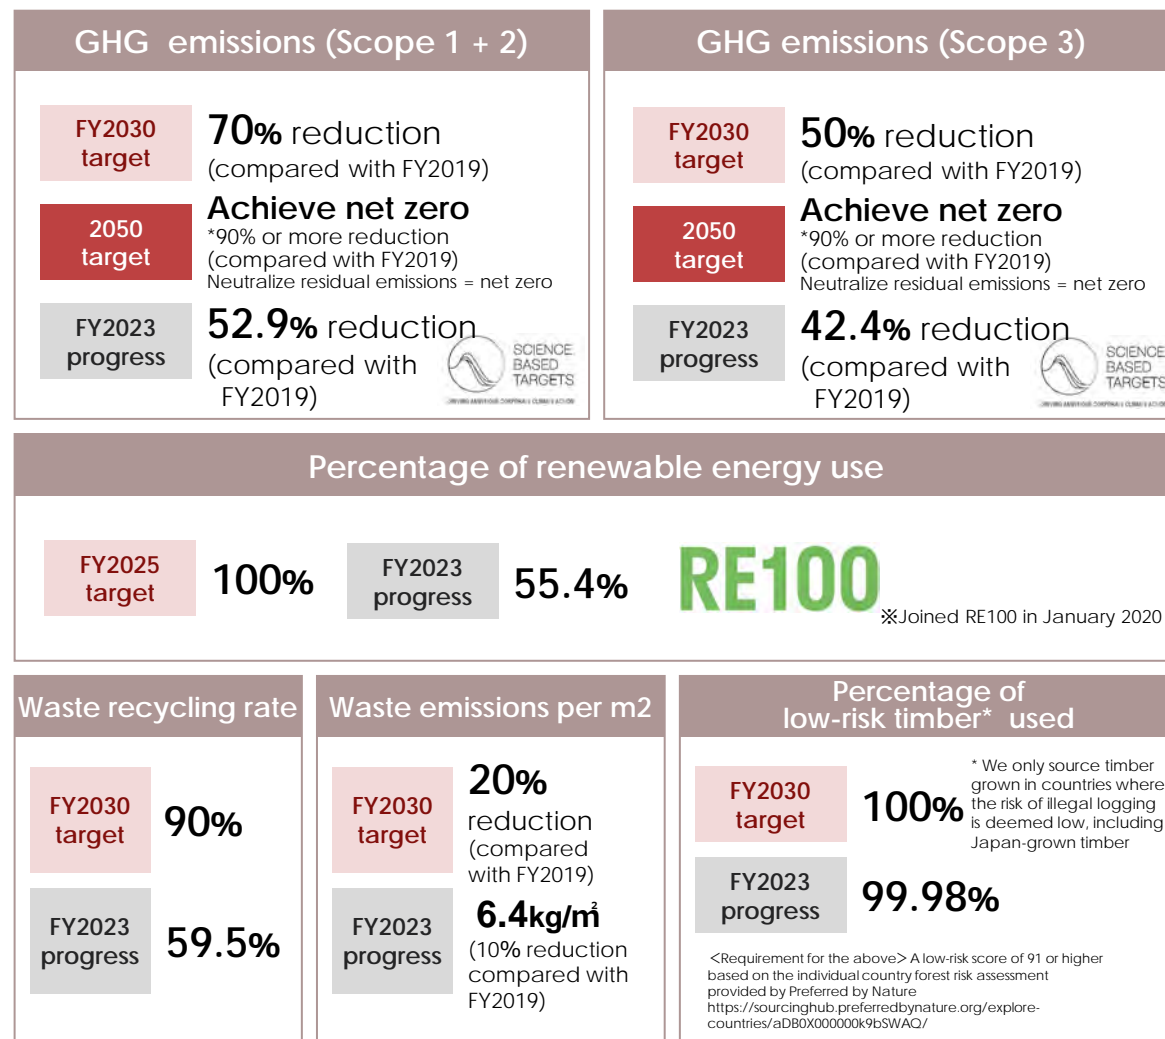 GHG emissions (Scope 1 + 2)
FY2030
target
70% reduction
(compared with FY2019)
2050
target
Achieve net zero
*90% or more reduction
(compared with FY2019)
Neutralize residual emissions = net zero
FY2023
progress
52.9% reduction
(compared with
FY2019)
SCIENCE
BASED
TARGETS
DRIVING AMBITIOUS CORPORATE CLIMATE ACTION
GHG emissions (Scope 3)
FY2030
target
50% reduction
(compared with FY2019)
2050
target
Achieve net zero
*90% or more reduction
(compared with FY2019)
Neutralize residual emissions = net zero
FY2023
progress
42.4% reduction
(compared with
FY2019)
SCIENCE
BASED
TARGETS
DRIVING AMBITIOUS CORPORATE CLIMATE ACTION
Percentage of renewable energy use
FY2025
target
100%
FY2023
progress
55.4%
RE100
※Joined RE100 in January 2020
Waste recycling rate
FY2030
target
90%
FY2023
progress
59.5%
Waste emissions per m2
FY2030
target
20%
reduction
(compared
with FY2019)
FY2023
progress
6.4kg/㎡
(10% reduction
compared with
FY2019)
Percentage of
low-risk timber* used
FY2030
target
100%
* We only source timber
grown in countries where
the risk of illegal logging
is deemed low, including
Japan-grown timber
FY2023
progress
99.98%
<Requirement for the above> A low-risk score of 91 or higher
based on the individual country forest risk assessment
provided by Preferred by Nature
https://sourcinghub.preferredbynature.org/explore-
countries/aDB0X000000k9bSWAQ/